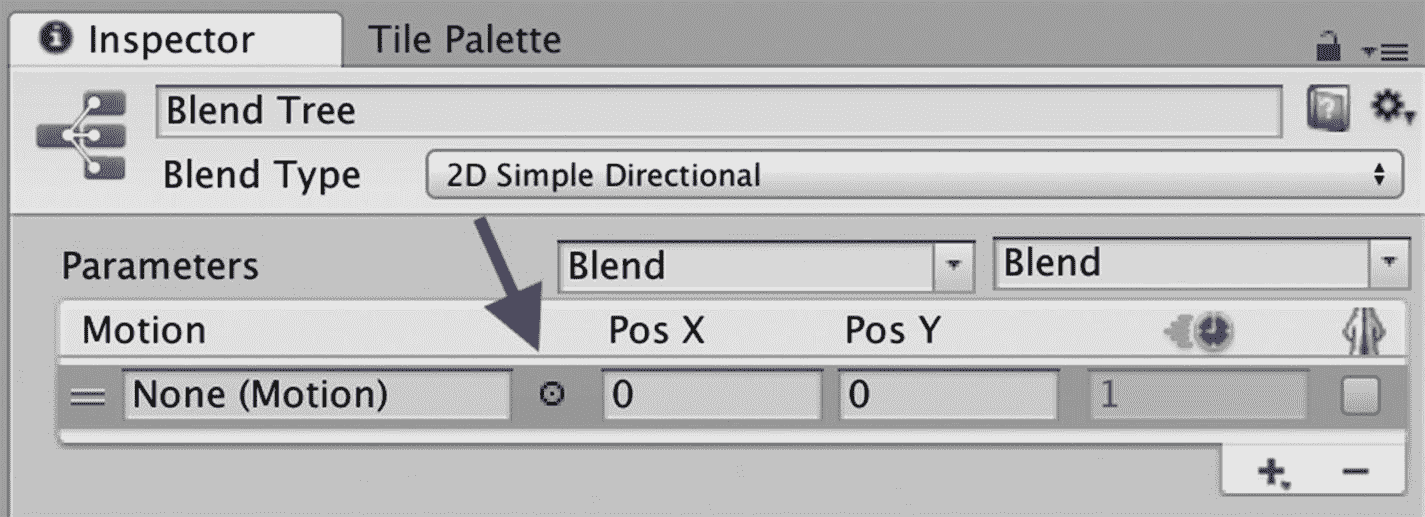 Inspector Tile Palette
Blend Tree
Blend Type 2D Simple Directional
Parameters Blend Blend
Motion Pos X Pos Y
None (Motion) 0 0 1